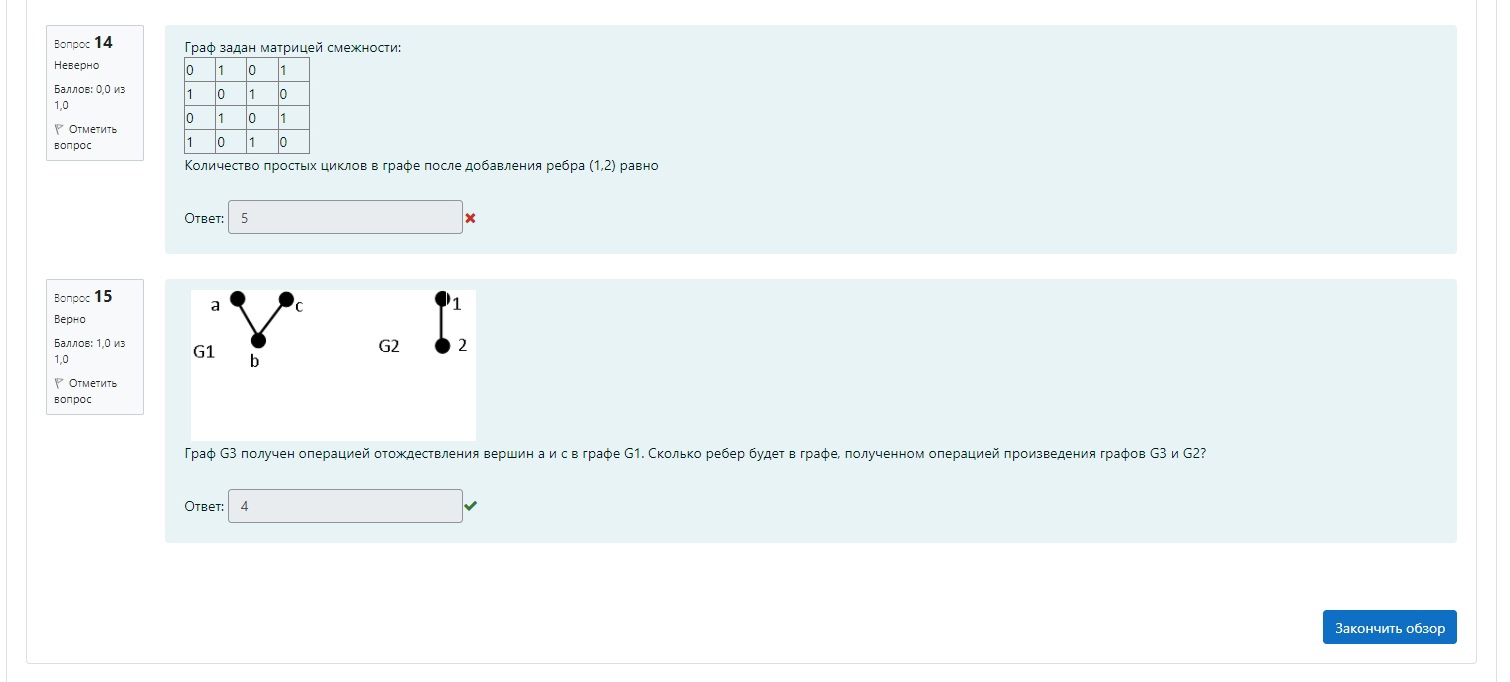 Вопрос 14
Неверно
Баллов: 0,0 из
1,0
Отметить
вопрос
Граф задан матрицей смежности:
0 1 0 1
1 0 1 0
0 1 0 1
1 0 1 0
Количество простых циклов в графе после добавления ребра (1,2) равно
Ответ: 5
Вопрос 15
Верно
Баллов: 1,0 из
1,0
Отметить
вопрос
a c 1
G1 b G2 2
Граф G3 получен операцией отождествления вершин a и c в графе G1. Сколько ребер будет в графе, полученном операцией произведения графов G3 и G2?
Ответ: 4
Закончить обзор